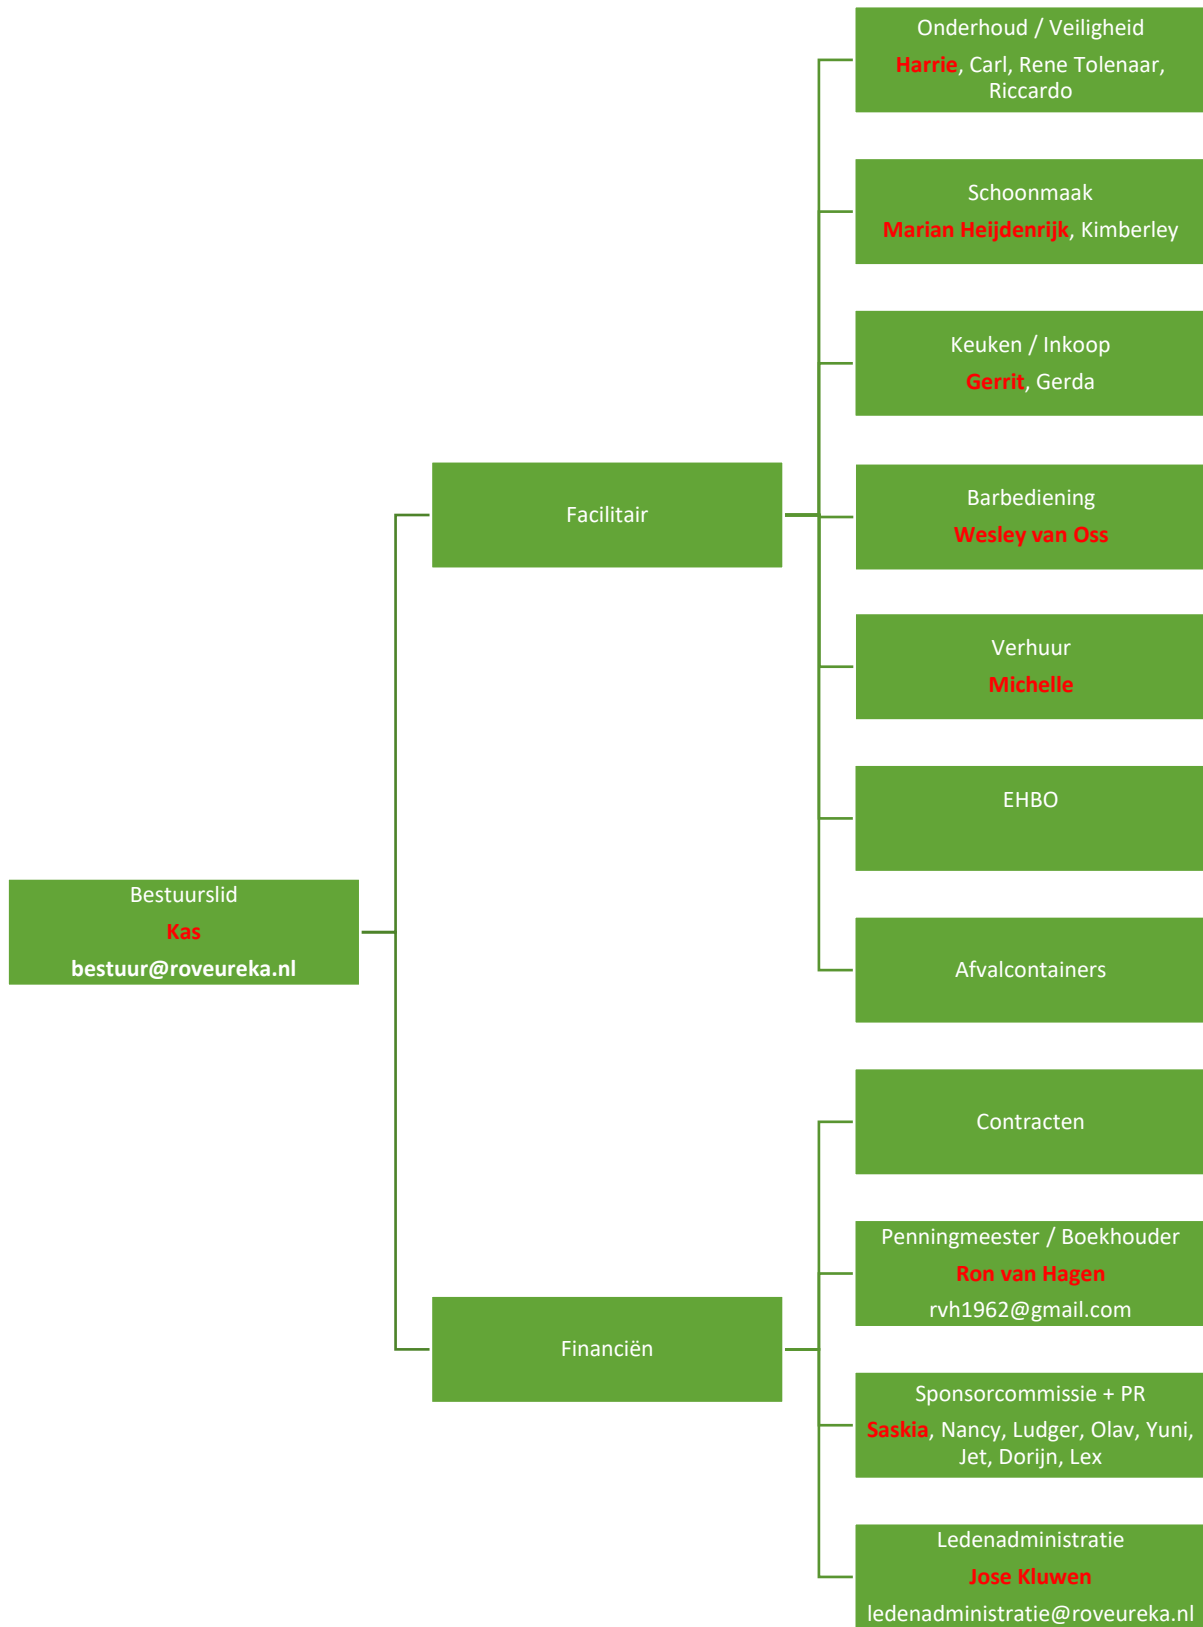 Onderhoud / Veiligheid
Harrie, Carl, Rene Tolenaar,
Riccardo
Schoonmaak
Marian Heijdenrijk, Kimberley
Keuken / Inkoop
Gerrit, Gerda
Facilitair
Barbediening
Wesley van Oss
Verhuur
Michelle
EHBO
Bestuurslid
Kas
bestuur@roveureka.nl
Afvalcontainers
Contracten
Penningmeester / Boekhouder
Ron van Hagen
rvh1962@gmail.com
Financiën
Sponsorcommissie + PR
Saskia, Nancy, Ludger, Olav, Yuni,
Jet, Dorijn, Lex
Ledenadministratie
Jose Kluwen
ledenadministratie@roveureka.nl